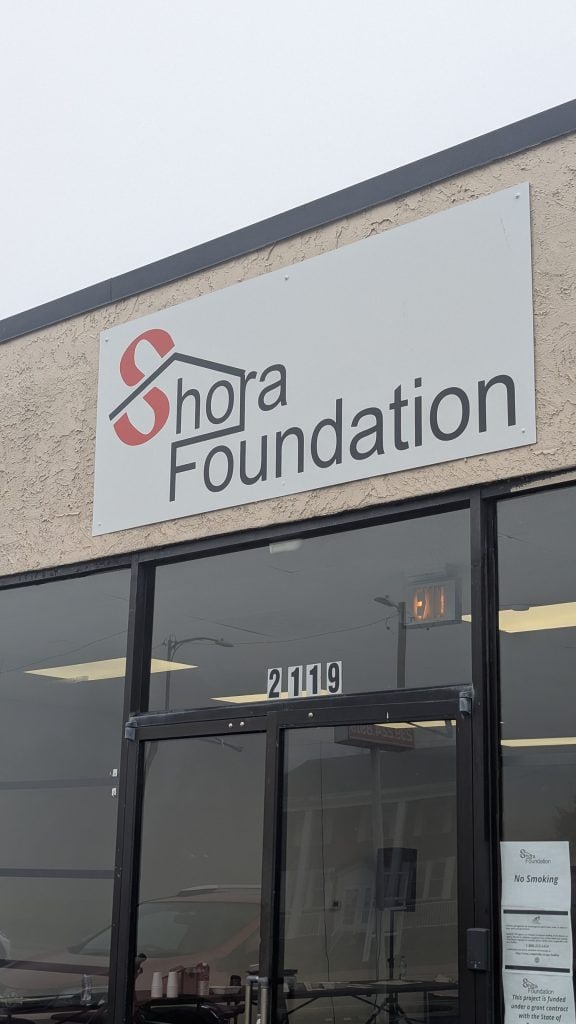 Shora
Foundation
EXIT
2119
Shora
Foundation
No Smoking
Shora
Foundation
This project is funded
under a grant contract
with the State of